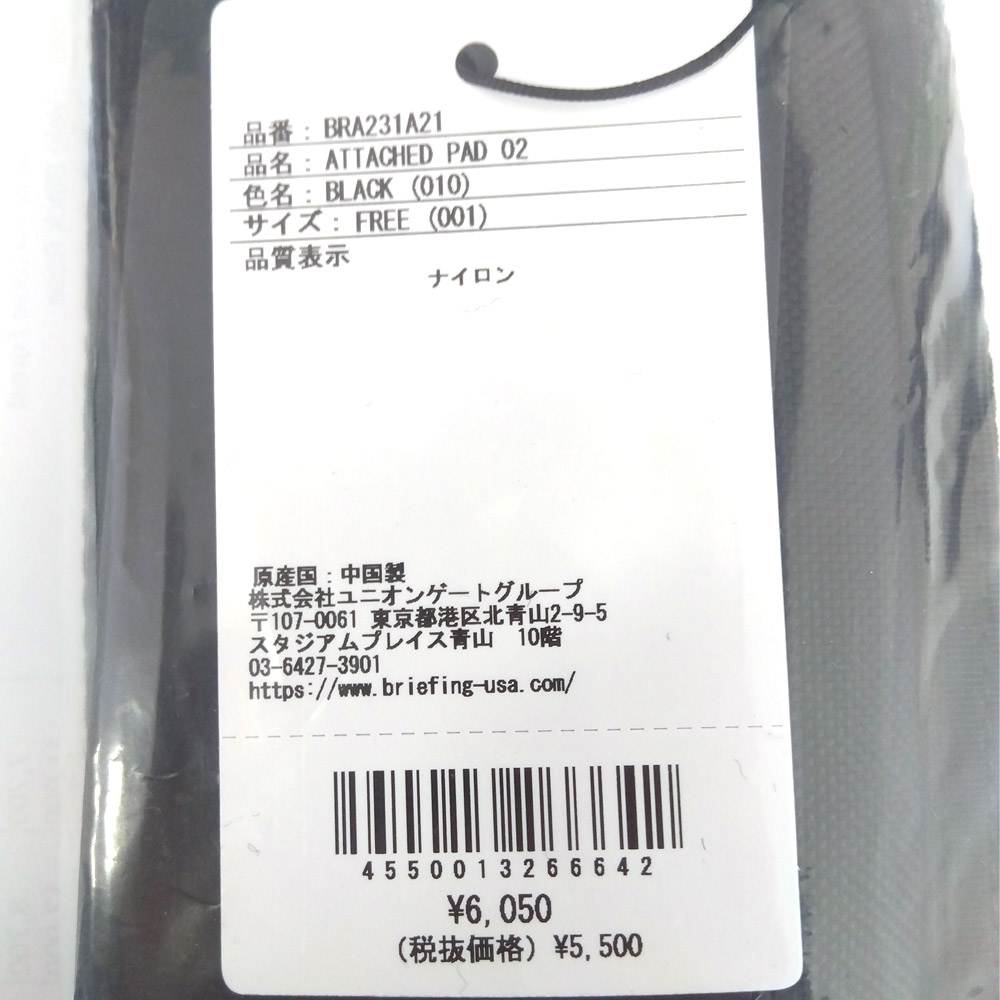 品番：BRA231A21
品名：ATTACHED PAD 02
色名：BLACK (010)
サイズ：FREE (001)
品質表示
ナイロン
原産国：中国製
株式会社ユニオンゲートグループ
〒107-0061 東京都港区北青山2-9-5
スタジアムプレイス青山　10階
03-6427-3901
https://www.briefing-usa.com/
4550013266642
¥6,050
(税抜価格) ¥5,500